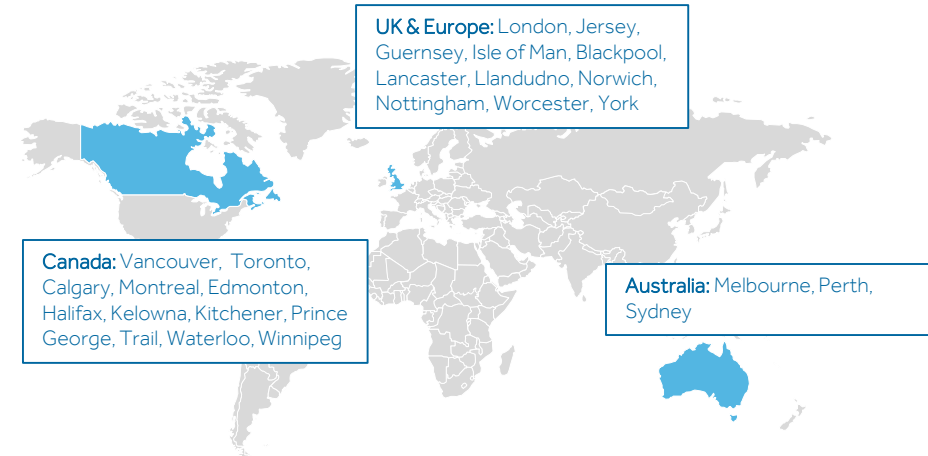 UK & Europe: London, Jersey,
Guernsey, Isle of Man, Blackpool,
Lancaster, Llandudno, Norwich,
Nottingham, Worcester, York
Canada: Vancouver, Toronto,
Calgary, Montreal, Edmonton,
Halifax, Kelowna, Kitchener, Prince
George, Trail, Waterloo, Winnipeg
Australia: Melbourne, Perth,
Sydney